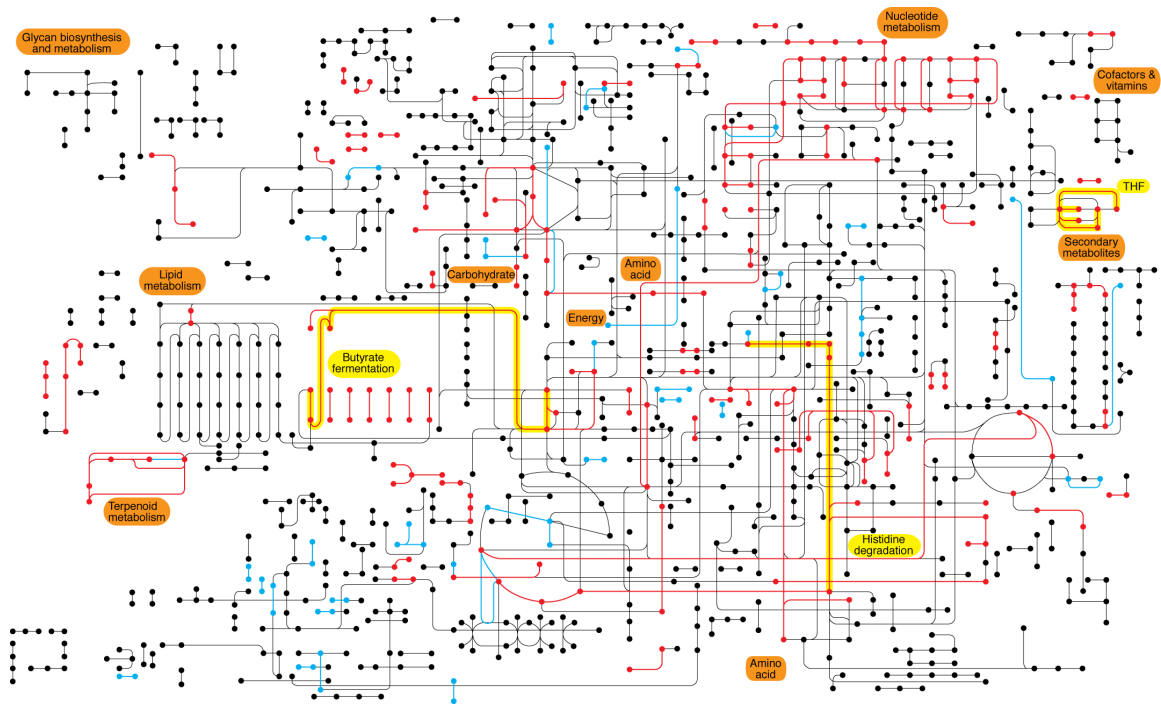 Glycan biosynthesis
and metabolism
Nucleotide
metabolism
Cofactors &
vitamins
THF
Secondary
metabolites
Lipid
metabolism
Carbohydrate
Amino
acid
Energy
Butyrate
fermentation
Terpenoid
metabolism
Histidine
degradation
Amino
acid